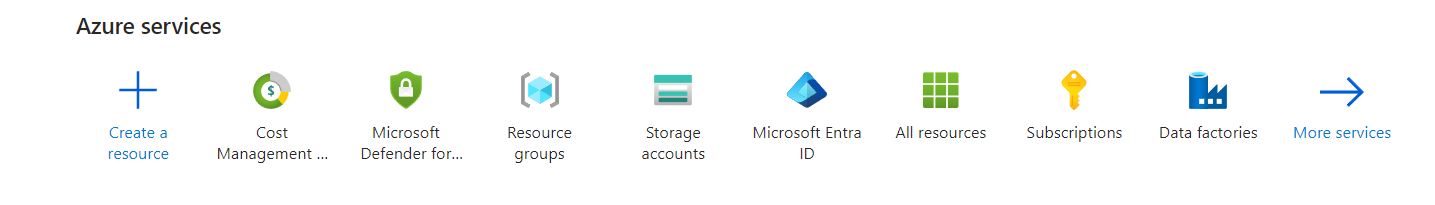 Azure services
$
Create a
resource
Cost
Management ...
Microsoft
Defender for...
Resource
groups
Storage
accounts
Microsoft Entra
ID
All resources
Subscriptions
Data factories
More services